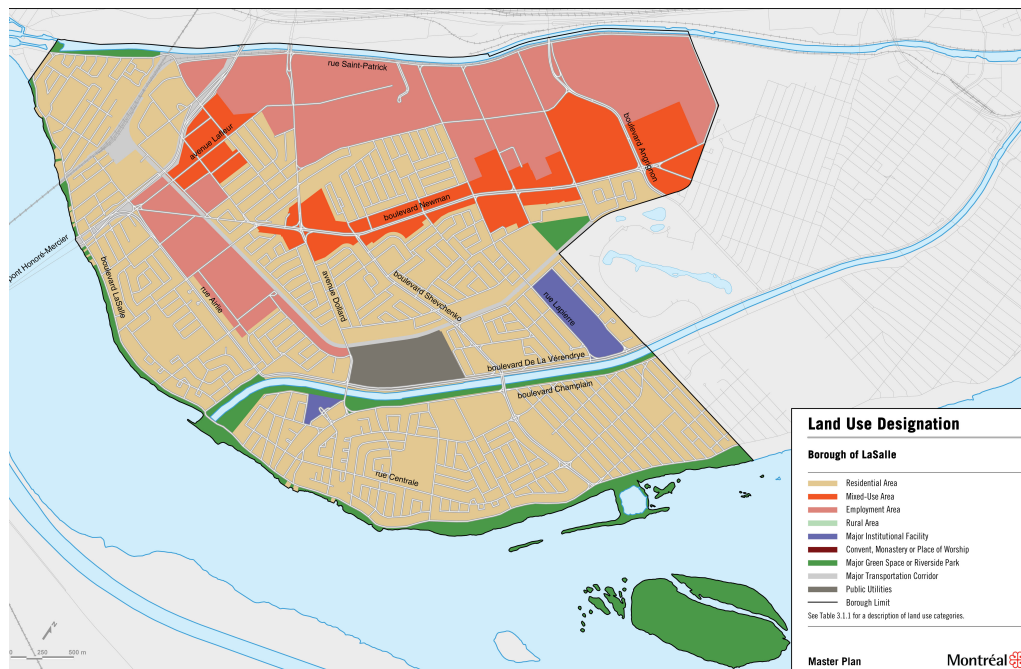 rue Saint-Patrick
avenue Lafleur
boulevard Angrignon
boulevard Newman
pont Honoré-Mercier
boulevard LaSalle
rue Airlie
avenue Dollard
boulevard Shevchenko
rue Lapierre
boulevard De La Vérendrye
boulevard Champlain
rue Centrale
N
0 250 500 m
Land Use Designation
Borough of LaSalle
Residential Area
Mixed-Use Area
Employment Area
Rural Area
Major Institutional Facility
Convent, Monastery or Place of Worship
Major Green Space or Riverside Park
Major Transportation Corridor
Public Utilities
Borough Limit
See Table 3.1.1 for a description of land use categories.
Master Plan
Montréal